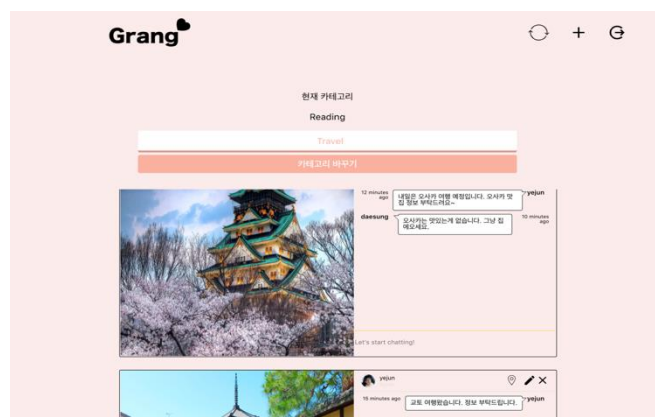 Grang
현재 카테고리
Reading
Travel
카테고리 바꾸기
12 minutes
ago
내일은 오사카 여행 예정입니다. 오사카 맛
집 정보 부탁드려요~
yejun
daesung
오사카는 맛있는게 없습니다. 그냥 집
에오세요.
10 minutes
ago
Let's start chatting!
yejun
15 minutes ago
교토 여행왔습니다. 정보 부탁드립니다.
yejun